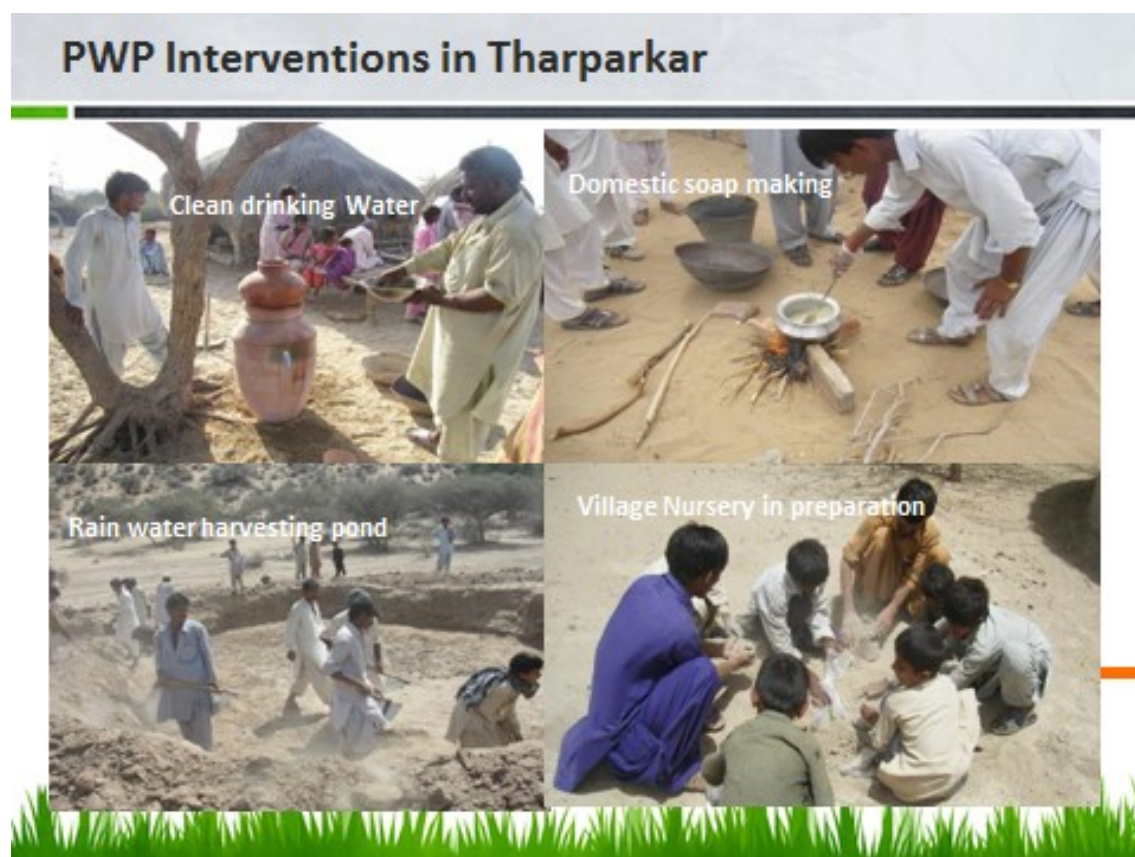 PWP Interventions in Tharparkar
Clean drinking Water
Domestic soap making
Rain water harvesting pond
Village Nursery in preparation